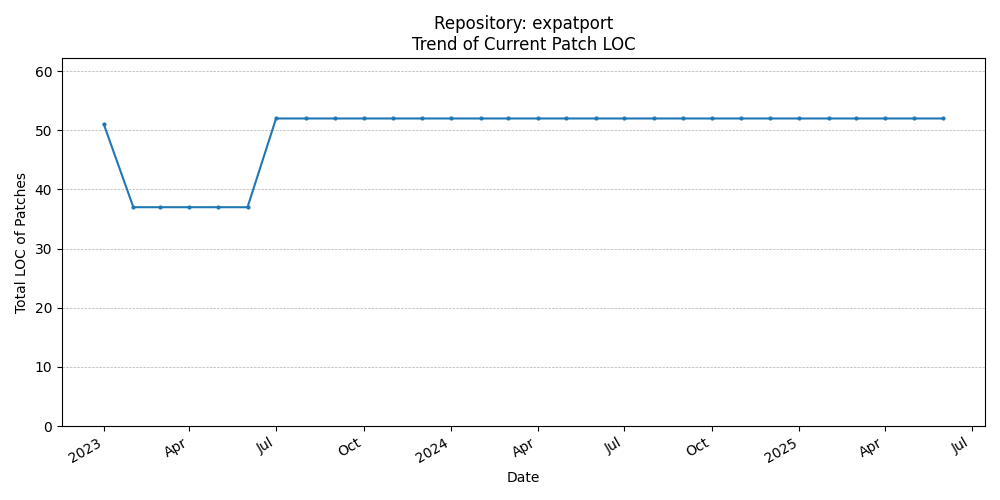 Repository: expatport
Trend of Current Patch LOC
Total LOC of Patches
60
50
40
30
20
10
0
2023
Apr
Jul
Oct
2024
Apr
Jul
Oct
2025
Apr
Jul
Date